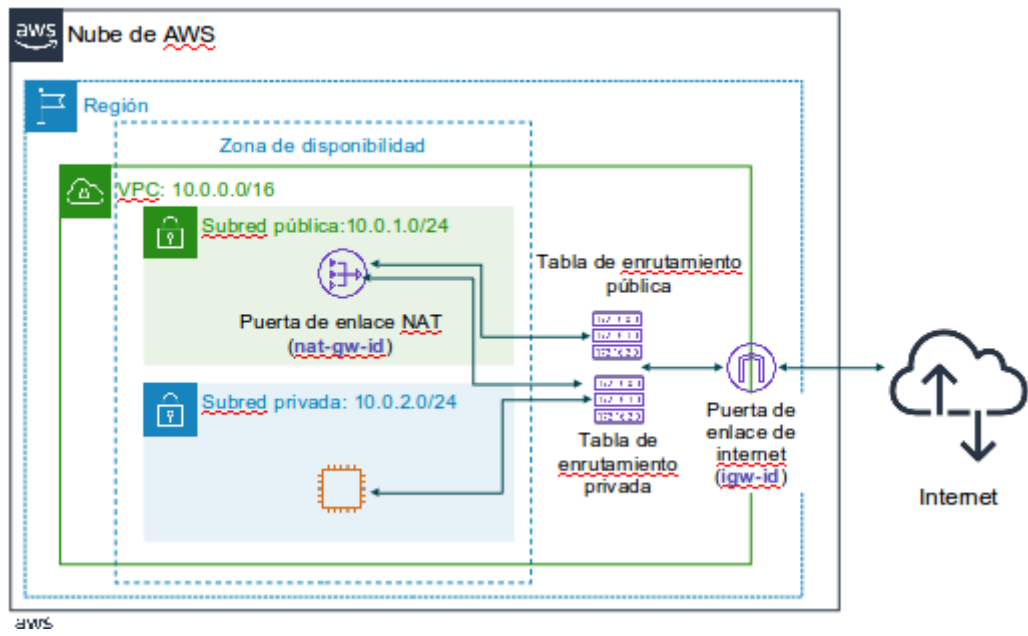 aws
Nube de AWS
Región
Zona de disponibilidad
VPC: 10.0.0.0/16
Subred pública:10.0.1.0/24
Puerta de enlace NAT
(nat-gw-id)
Tabla de enrutamiento
pública
Subred privada: 10.0.2.0/24
Tabla de
enrutamiento
privada
Puerta de
enlace de
internet
(igw-id)
Internet
aws